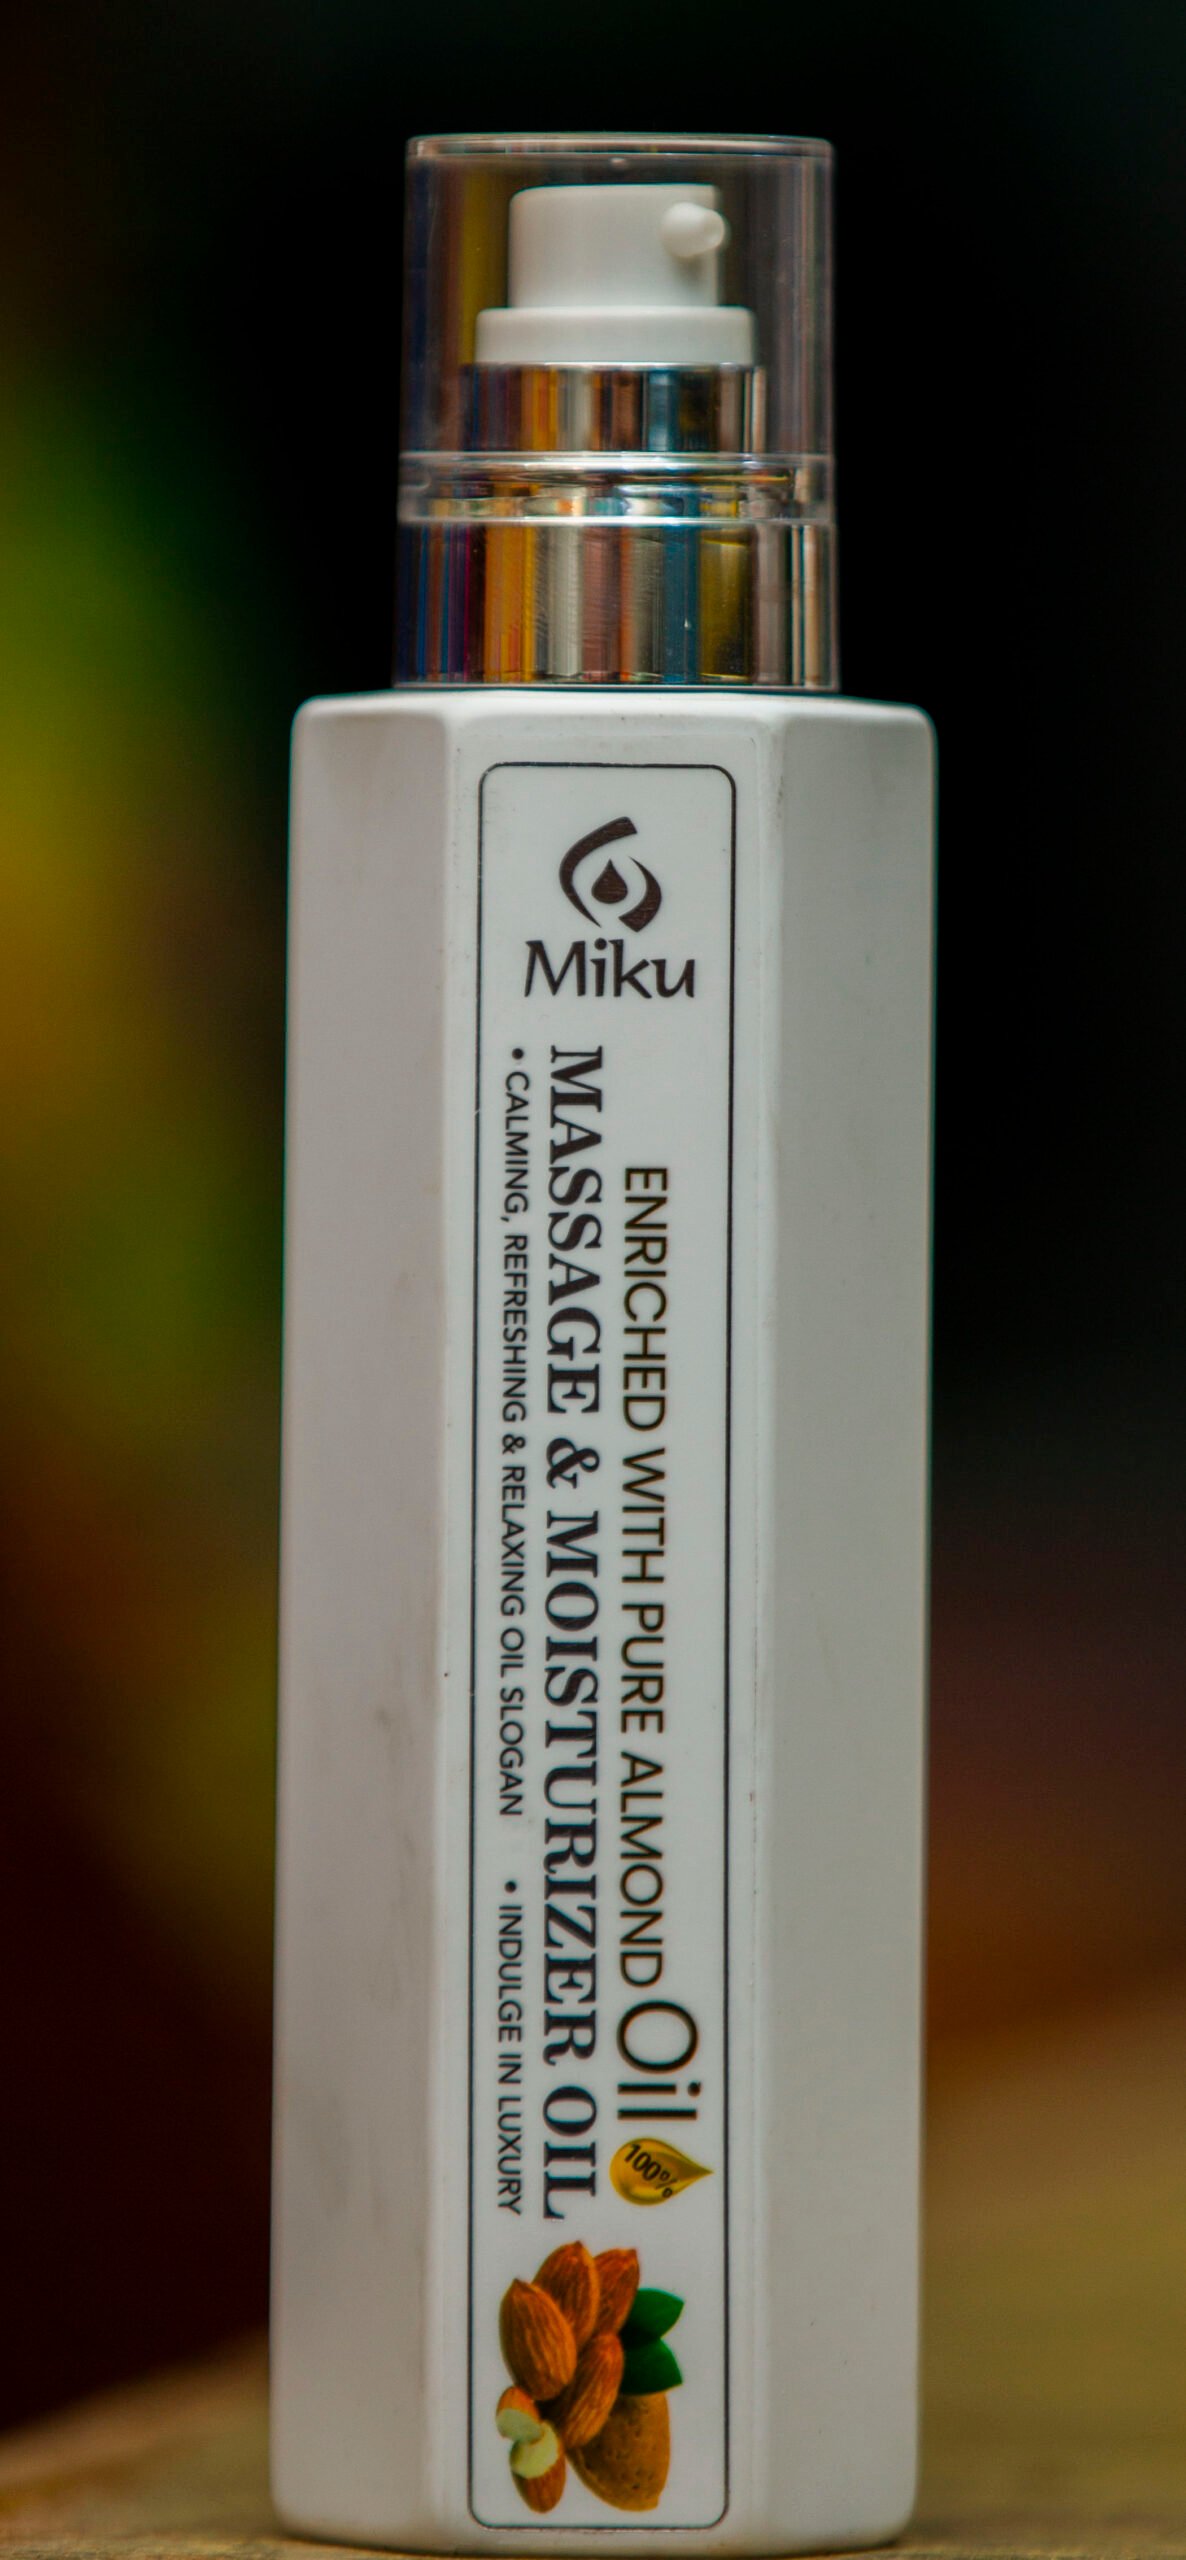 Miku
ENRICHED WITH PURE ALMOND Oil
100%
MASSAGE & MOISTURIZER OIL
• CALMING, REFRESHING & RELAXING OIL SLOGAN • INDULGE IN LUXURY